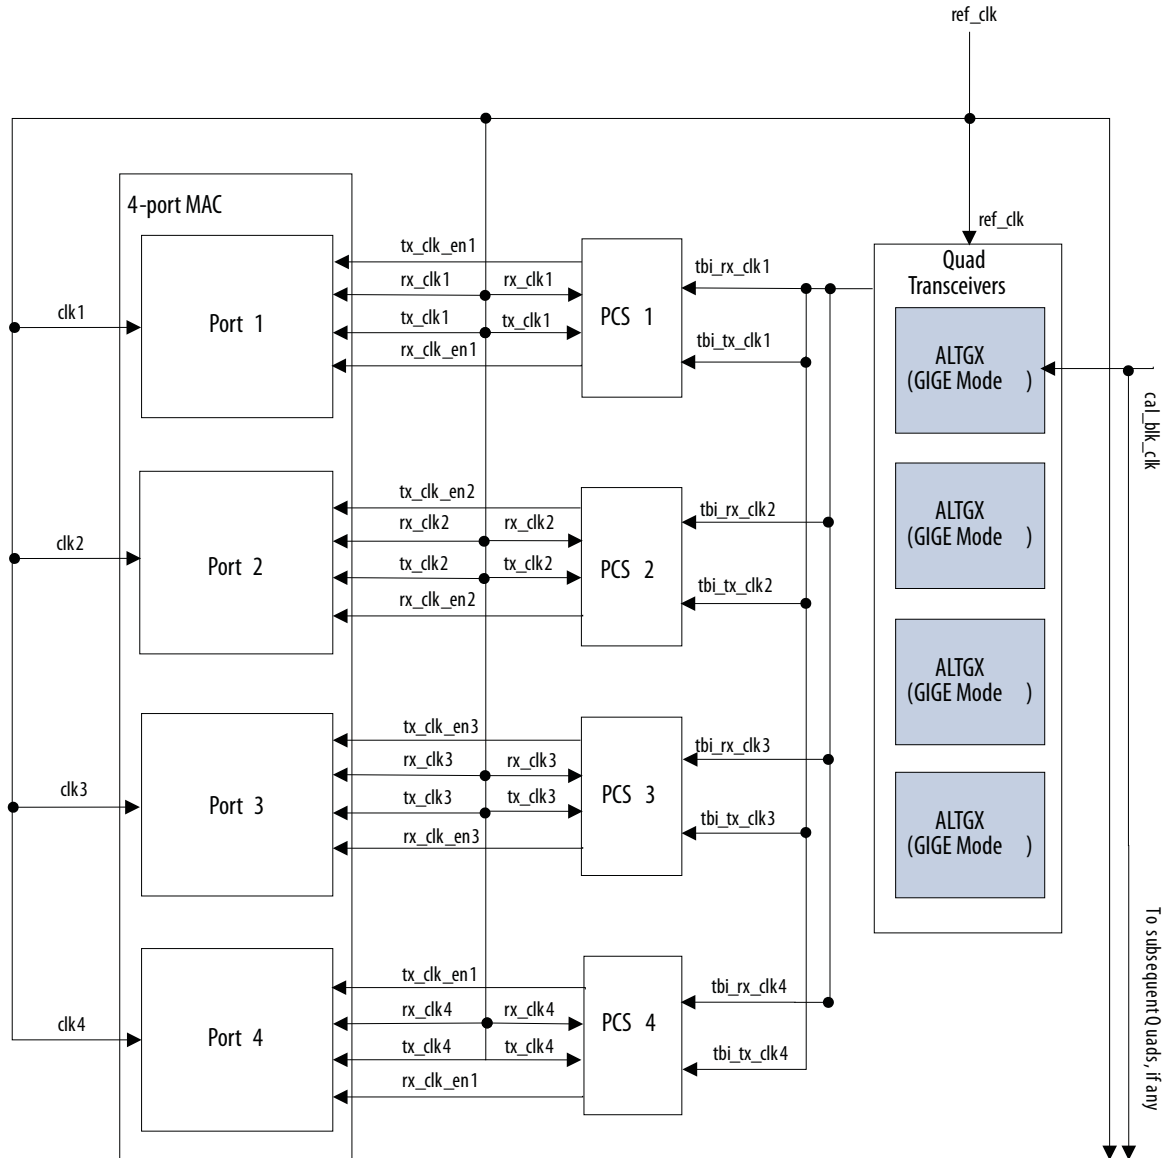 ref_clk
4-port MAC
ref_clk
Quad
Transceivers
clk1
Port 1
tx_clk_en1
rx_clk1
rx_clk1
tx_clk1
tx_clk1
rx_clk_en1
PCS 1
tbi_rx_clk1
tbi_tx_clk1
ALTGX
(GIGE Mode )
cal_blk_clk
clk2
Port 2
tx_clk_en2
rx_clk2
rx_clk2
tx_clk2
tx_clk2
rx_clk_en2
PCS 2
tbi_rx_clk2
tbi_tx_clk2
ALTGX
(GIGE Mode )
ALTGX
(GIGE Mode )
clk3
Port 3
tx_clk_en3
rx_clk3
rx_clk3
tx_clk3
tx_clk3
rx_clk_en3
PCS 3
tbi_rx_clk3
tbi_tx_clk3
ALTGX
(GIGE Mode )
clk4
Port 4
tx_clk_en1
rx_clk4
rx_clk4
tx_clk4
tx_clk4
rx_clk_en1
PCS 4
tbi_rx_clk4
tbi_tx_clk4
To subsequent Quads, if any